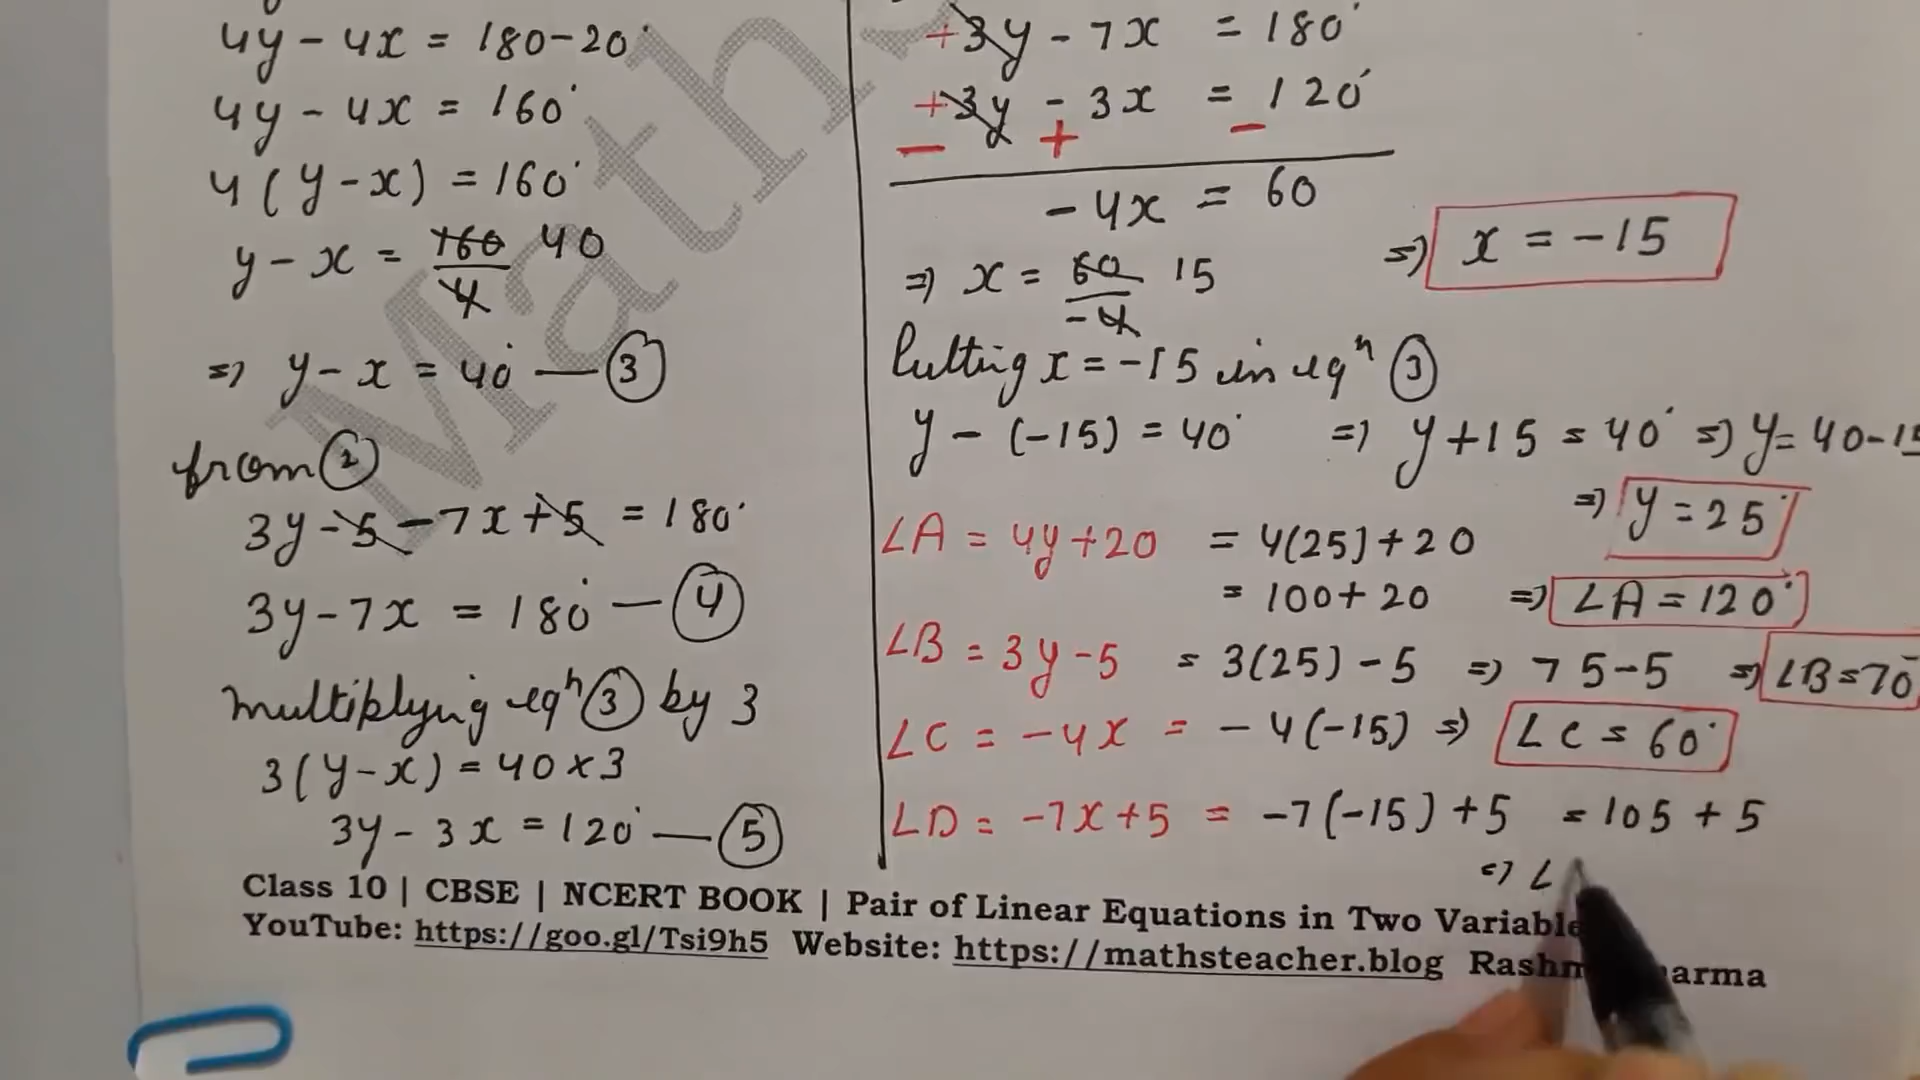 4y - 4x = 180 - 20°
4y - 4x = 160°
4(y - x) = 160°
y - x = 160/4 40
⇒ y - x = 40° — ③
from ②
3y - 5 - 7x + 5 = 180°
3y - 7x = 180° — ④
Multiplying eqⁿ ③ by 3
3(y - x) = 40 × 3
3y - 3x = 120° — ⑤
+3y - 7x = 180°
+3y - 3x = 120°
- + -
-4x = 60
⇒ x = 60/-4 15 ⇒ x = -15
Putting x = -15 in eqⁿ ③
y - (-15) = 40° ⇒ y + 15 = 40° ⇒ y = 40 - 15
⇒ y = 25°
∠A = 4y + 20 = 4(25) + 20
= 100 + 20 ⇒ ∠A = 120°
∠B = 3y - 5 = 3(25) - 5 ⇒ 75 - 5 ⇒ ∠B = 70°
∠C = -4x = -4(-15) ⇒ ∠C = 60°
∠D = -7x + 5 = -7(-15) + 5 = 105 + 5
⇒ ∠
Class 10 | CBSE | NCERT BOOK | Pair of Linear Equations in Two Variable
YouTube: https://goo.gl/Tsi9h5 Website: https://mathsteacher.blog
Math